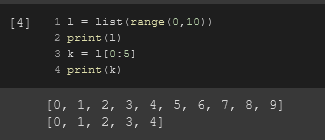 [4] 1 l = list(range(0,10))
2 print(l)
3 k = l[0:5]
4 print(k)
[0, 1, 2, 3, 4, 5, 6, 7, 8, 9]
[0, 1, 2, 3, 4]